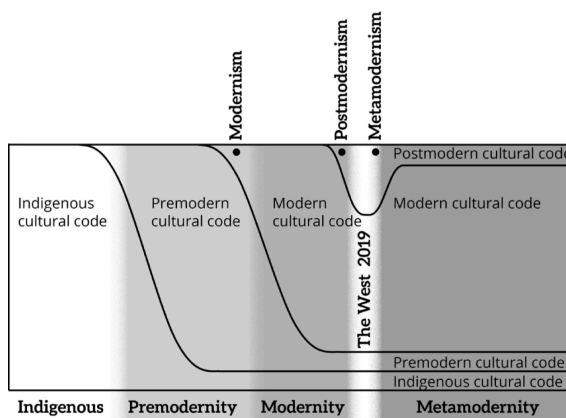 Modernism
Postmodernism
Metamodernism
Postmodern cultural code
Indigenous
cultural code
Premodern
cultural code
Modern
cultural code
Modern cultural code
The West 2019
Premodern cultural code
Indigenous cultural code
Indigenous
Premodernity
Modernity
Metamodernity